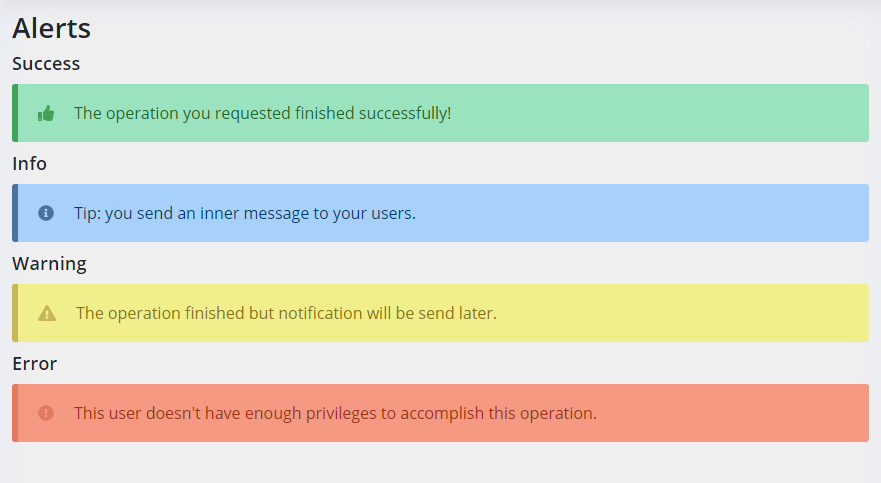 Alerts
Success
The operation you requested finished successfully!
Info
Tip: you send an inner message to your users.
Warning
The operation finished but notification will be send later.
Error
This user doesn't have enough privileges to accomplish this operation.